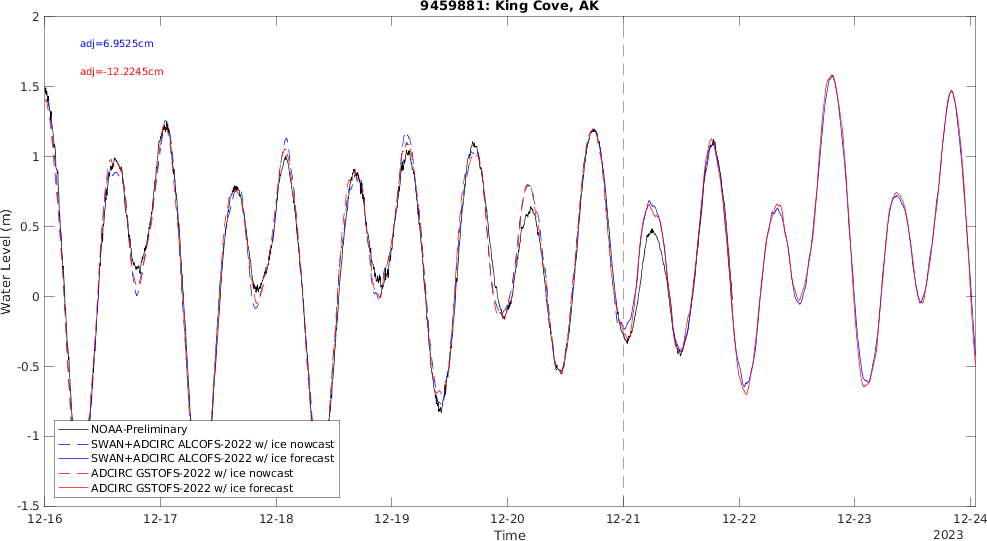 9459881: King Cove, AK
adj=6.9525cm
adj=-12.2245cm
Water Level (m)
2
1.5
1
0.5
0
-0.5
-1
-1.5
NOAA-Preliminary
SWAN+ADCIRC ALCOFS-2022 w/ ice nowcast
SWAN+ADCIRC ALCOFS-2022 w/ ice forecast
ADCIRC GSTOFS-2022 w/ ice nowcast
ADCIRC GSTOFS-2022 w/ ice forecast
12-16 12-17 12-18 12-19 12-20 12-21 12-22 12-23 12-24
Time
2023